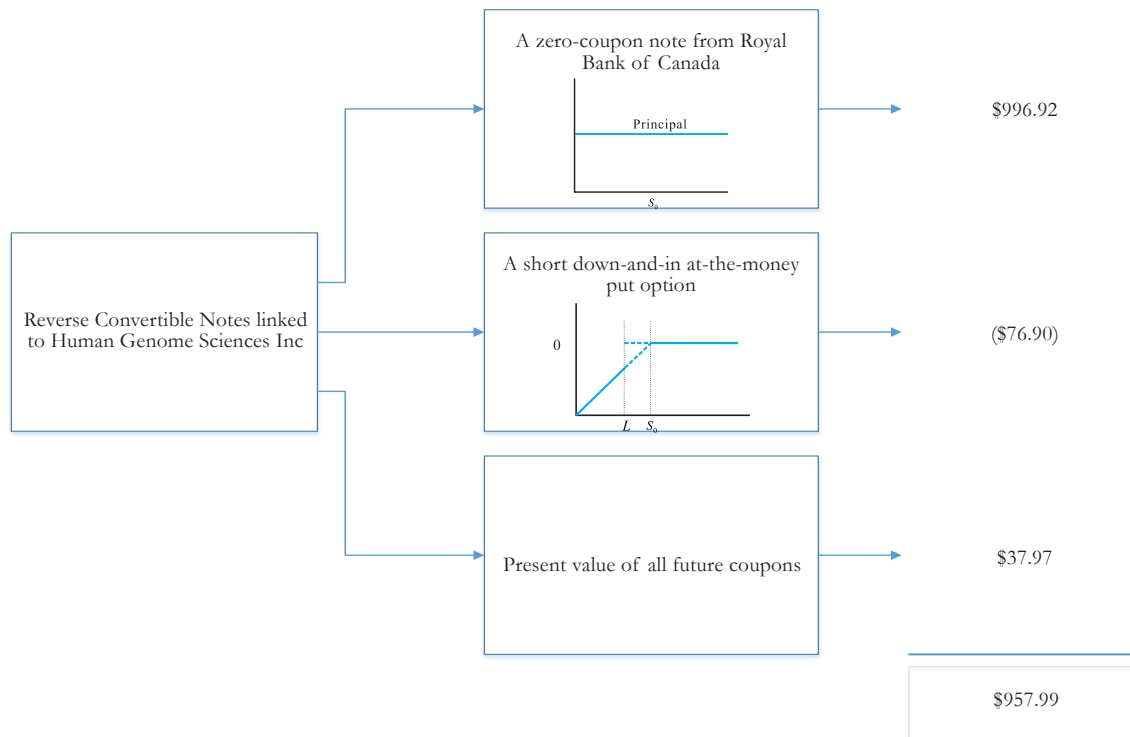 A zero-coupon note from Royal
Bank of Canada
Principal
S₀
$996.92
Reverse Convertible Notes linked
to Human Genome Sciences Inc
A short down-and-in at-the-money
put option
0
L S₀
($76.90)
Present value of all future coupons
$37.97
$957.99